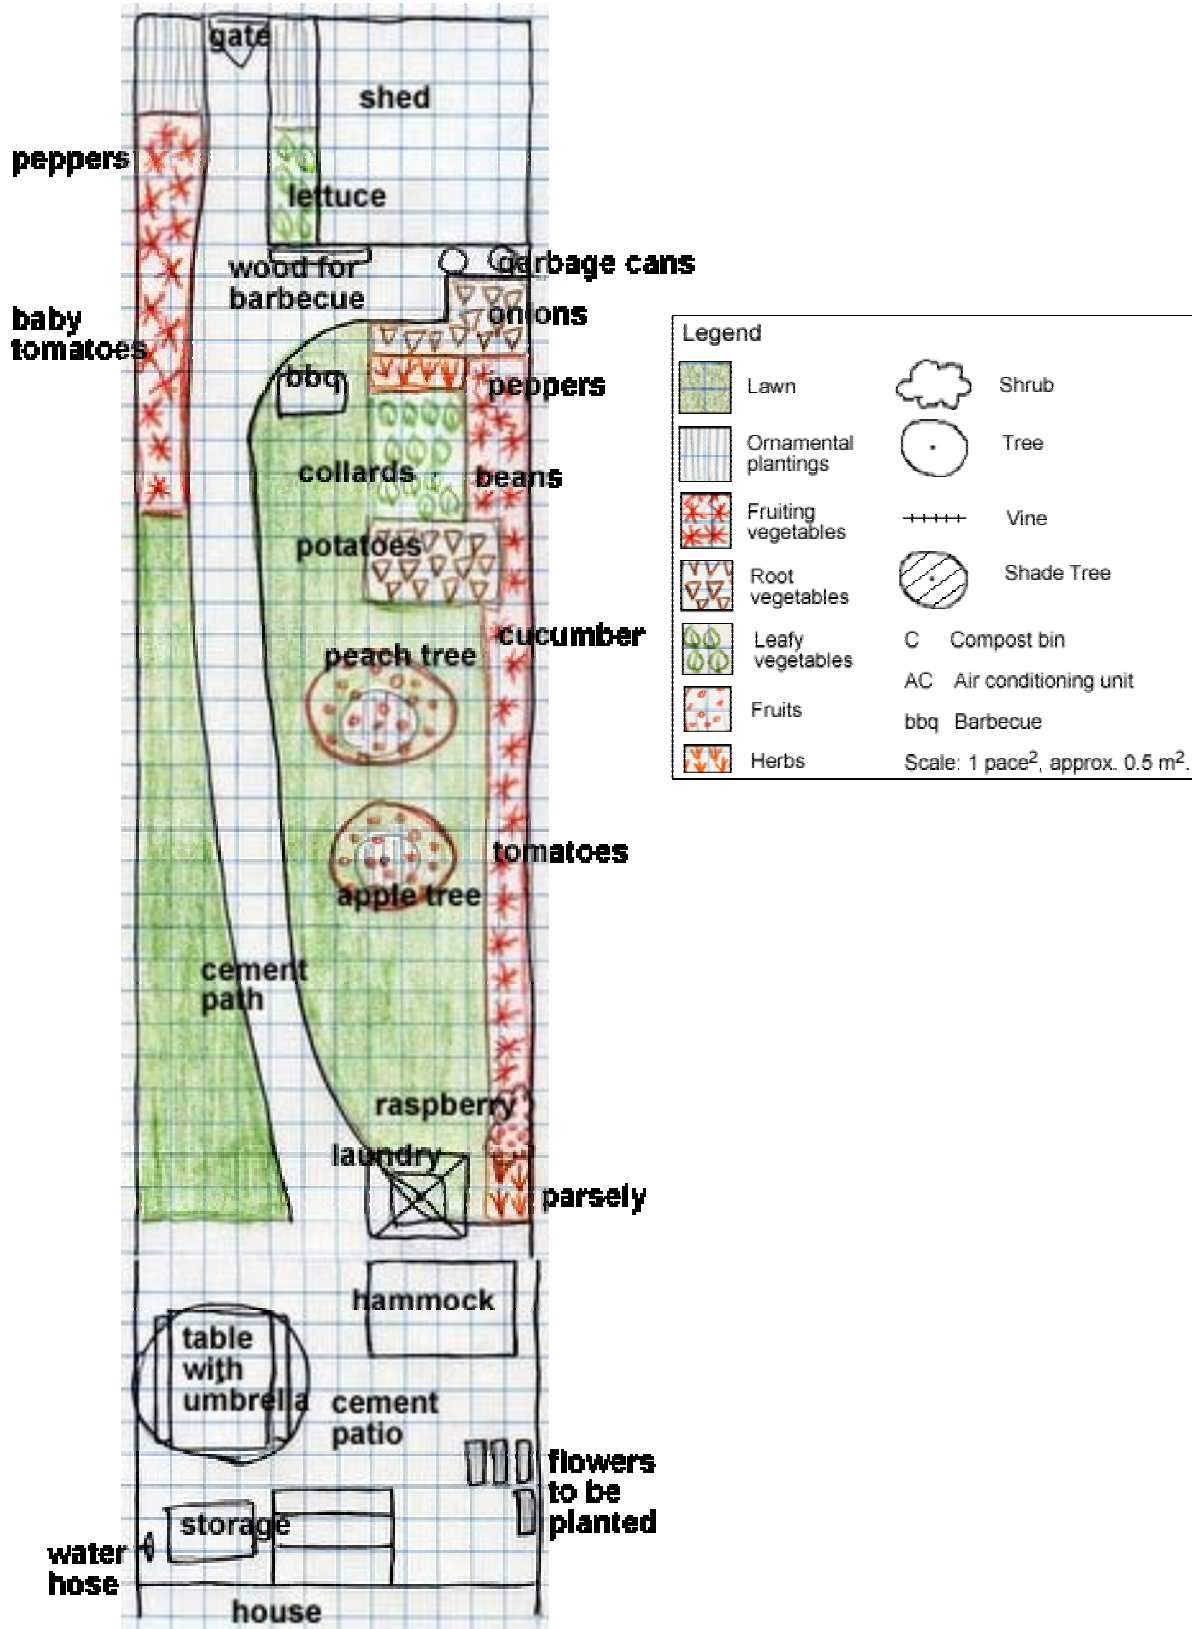 gate
shed
peppers
lettuce
wood for
barbecue
garbage cans
onions
baby
tomatoes
bbq
peppers
collards
beans
potatoes
cucumber
peach tree
tomatoes
apple tree
cement
path
raspberry
laundry
parsely
hammock
table
with
umbrella
cement
patio
flowers
to be
planted
storage
water
hose
house
Legend
Lawn
Ornamental
plantings
Fruiting
vegetables
Root
vegetables
Leafy
vegetables
Fruits
Herbs
Shrub
Tree
Vine
Shade Tree
C Compost bin
AC Air conditioning unit
bbq Barbecue
Scale: 1 pace², approx. 0.5 m².